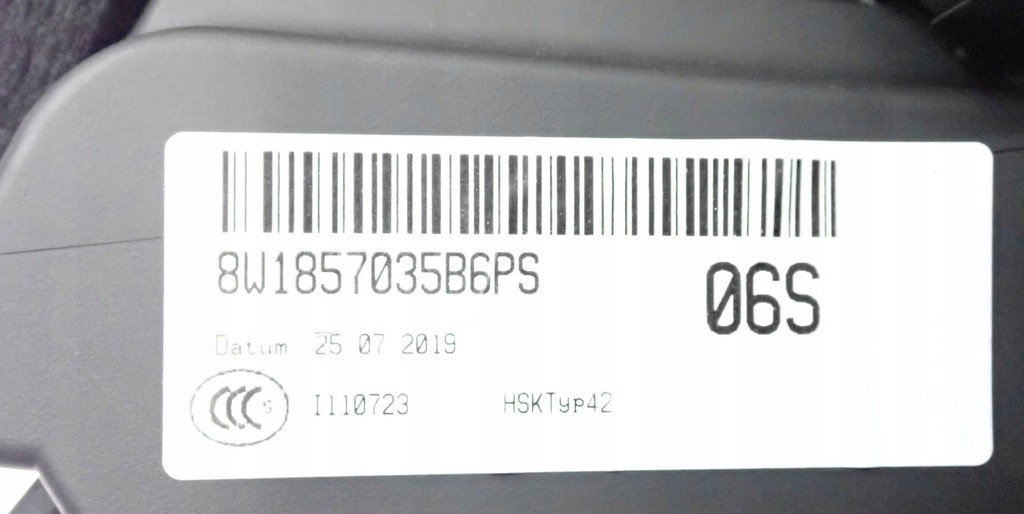 8W1857035B6PS
06S
Datum 25 07 2019
CCC S I110723 HSKTyp42